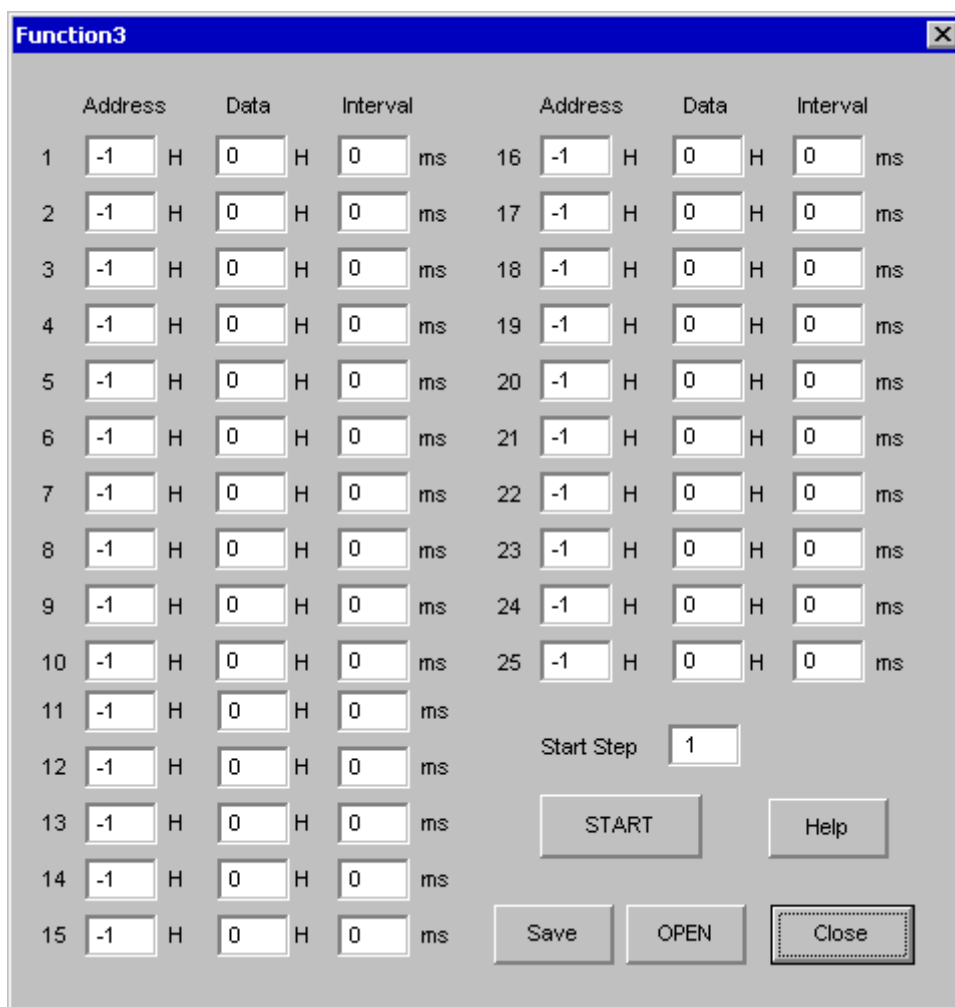 Function3
Address Data Interval Address Data Interval
1 -1 H 0 H 0 ms 16 -1 H 0 H 0 ms
2 -1 H 0 H 0 ms 17 -1 H 0 H 0 ms
3 -1 H 0 H 0 ms 18 -1 H 0 H 0 ms
4 -1 H 0 H 0 ms 19 -1 H 0 H 0 ms
5 -1 H 0 H 0 ms 20 -1 H 0 H 0 ms
6 -1 H 0 H 0 ms 21 -1 H 0 H 0 ms
7 -1 H 0 H 0 ms 22 -1 H 0 H 0 ms
8 -1 H 0 H 0 ms 23 -1 H 0 H 0 ms
9 -1 H 0 H 0 ms 24 -1 H 0 H 0 ms
10 -1 H 0 H 0 ms 25 -1 H 0 H 0 ms
11 -1 H 0 H 0 ms
Start Step 1
12 -1 H 0 H 0 ms
13 -1 H 0 H 0 ms START Help
14 -1 H 0 H 0 ms
15 -1 H 0 H 0 ms Save OPEN Close